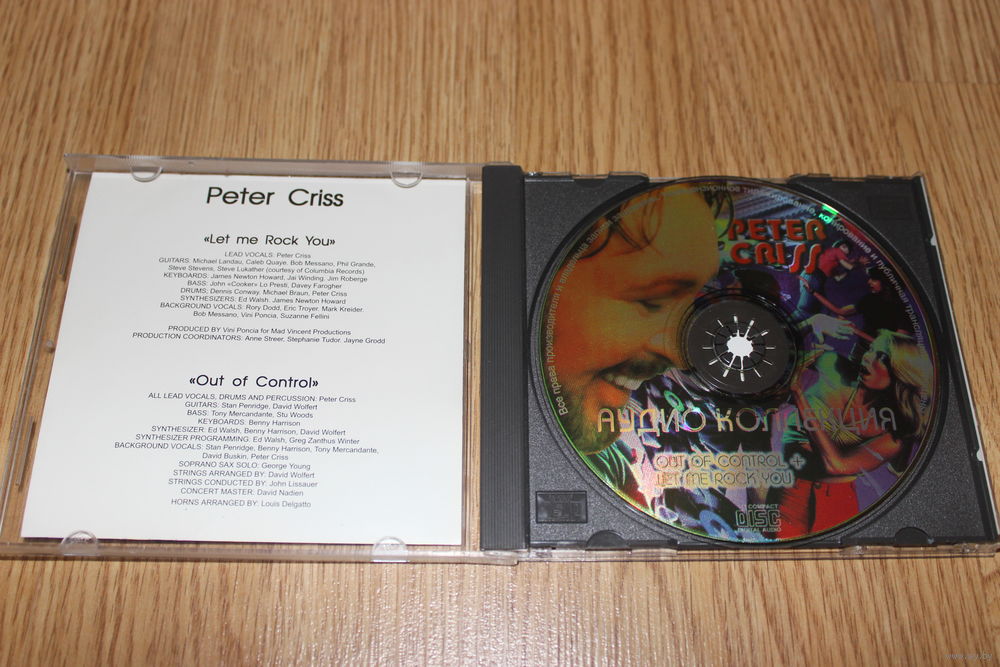 Peter Criss
«Let me Rock You»
LEAD VOCALS: Peter Criss
GUITARS: Michael Landau, Caleb Quaye, Bob Messano, Phil Grande,
Steve Stevens, Steve Lukather (courtesy of Columbia Records)
KEYBOARDS: James Newton Howard, Jai Winding, Jim Roberge
BASS: John «Cooker» Lo Presti, Davey Farogher
DRUMS: Dennis Conway, Michael Braun, Peter Criss
SYNTHESIZERS: Ed Walsh, James Newton Howard
BACKGROUND VOCALS: Rory Dodd, Eric Troyer, Mark Kreider,
Bob Messano, Vini Poncia, Suzanne Fellini
PRODUCED BY Vini Poncia for Mad Vincent Productions
PRODUCTION COORDINATORS: Anne Streer, Stephanie Tudor, Jayne Grodd
«Out of Control»
ALL LEAD VOCALS, DRUMS AND PERCUSSION: Peter Criss
GUITARS: Stan Penridge, David Wolfert
BASS: Tony Mercandante, Stu Woods
KEYBOARDS: Benny Harrison
SYNTHESIZER: Ed Walsh, Benny Harrison, David Wolfert
SYNTHESIZER PROGRAMMING: Ed Walsh, Greg Zanthus Winter
BACKGROUND VOCALS: Stan Penridge, Benny Harrison, Tony Mercandante,
David Buskin, Peter Criss
SOPRANO SAX SOLO: George Young
STRINGS ARRANGED BY: David Wolfert
STRINGS CONDUCTED BY: John Lissauer
CONCERT MASTER: David Nadien
HORNS ARRANGED BY: Louis Delgatto
PETER
CRISS
Все права производителя и владельца записи копирование и публичная
АУДИО КОЛЛЕКЦИЯ
OUT OF CONTROL +
LET ME ROCK YOU
COMPACT
disc
DIGITAL AUDIO